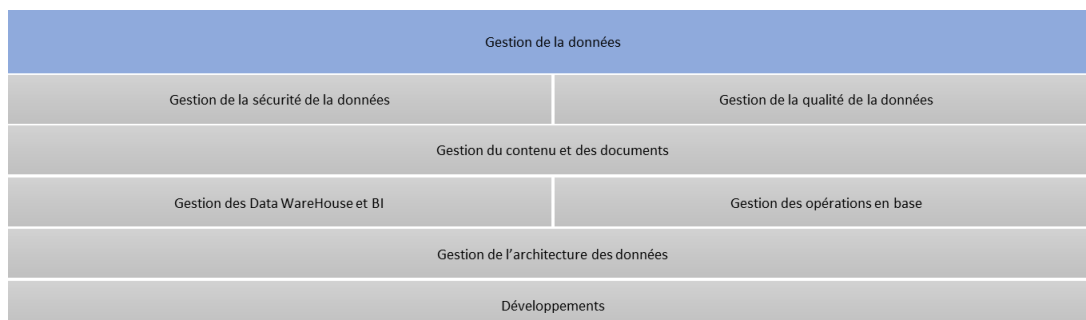 Gestion de la données
Gestion de la sécurité de la données
Gestion de la qualité de la données
Gestion du contenu et des documents
Gestion des Data WareHouse et BI
Gestion des opérations en base
Gestion de l’architecture des données
Développements